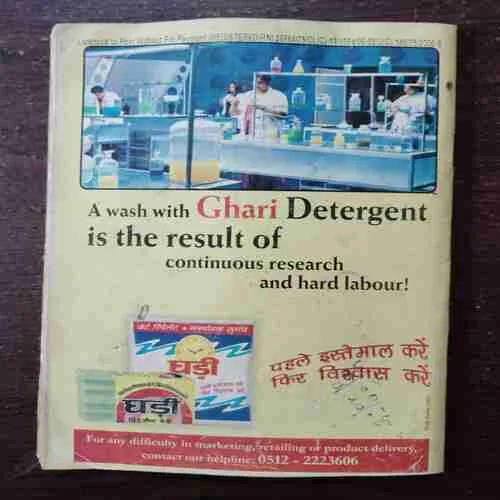 A wash with Ghari Detergent
is the result of
continuous research
and hard labour!
घड़ी
घड़ी
पहले इस्तेमाल करें
फिर विश्वास करें
For any difficulty in marketing, retailing or product delivery,
contact our helpline: 0512 - 2223606